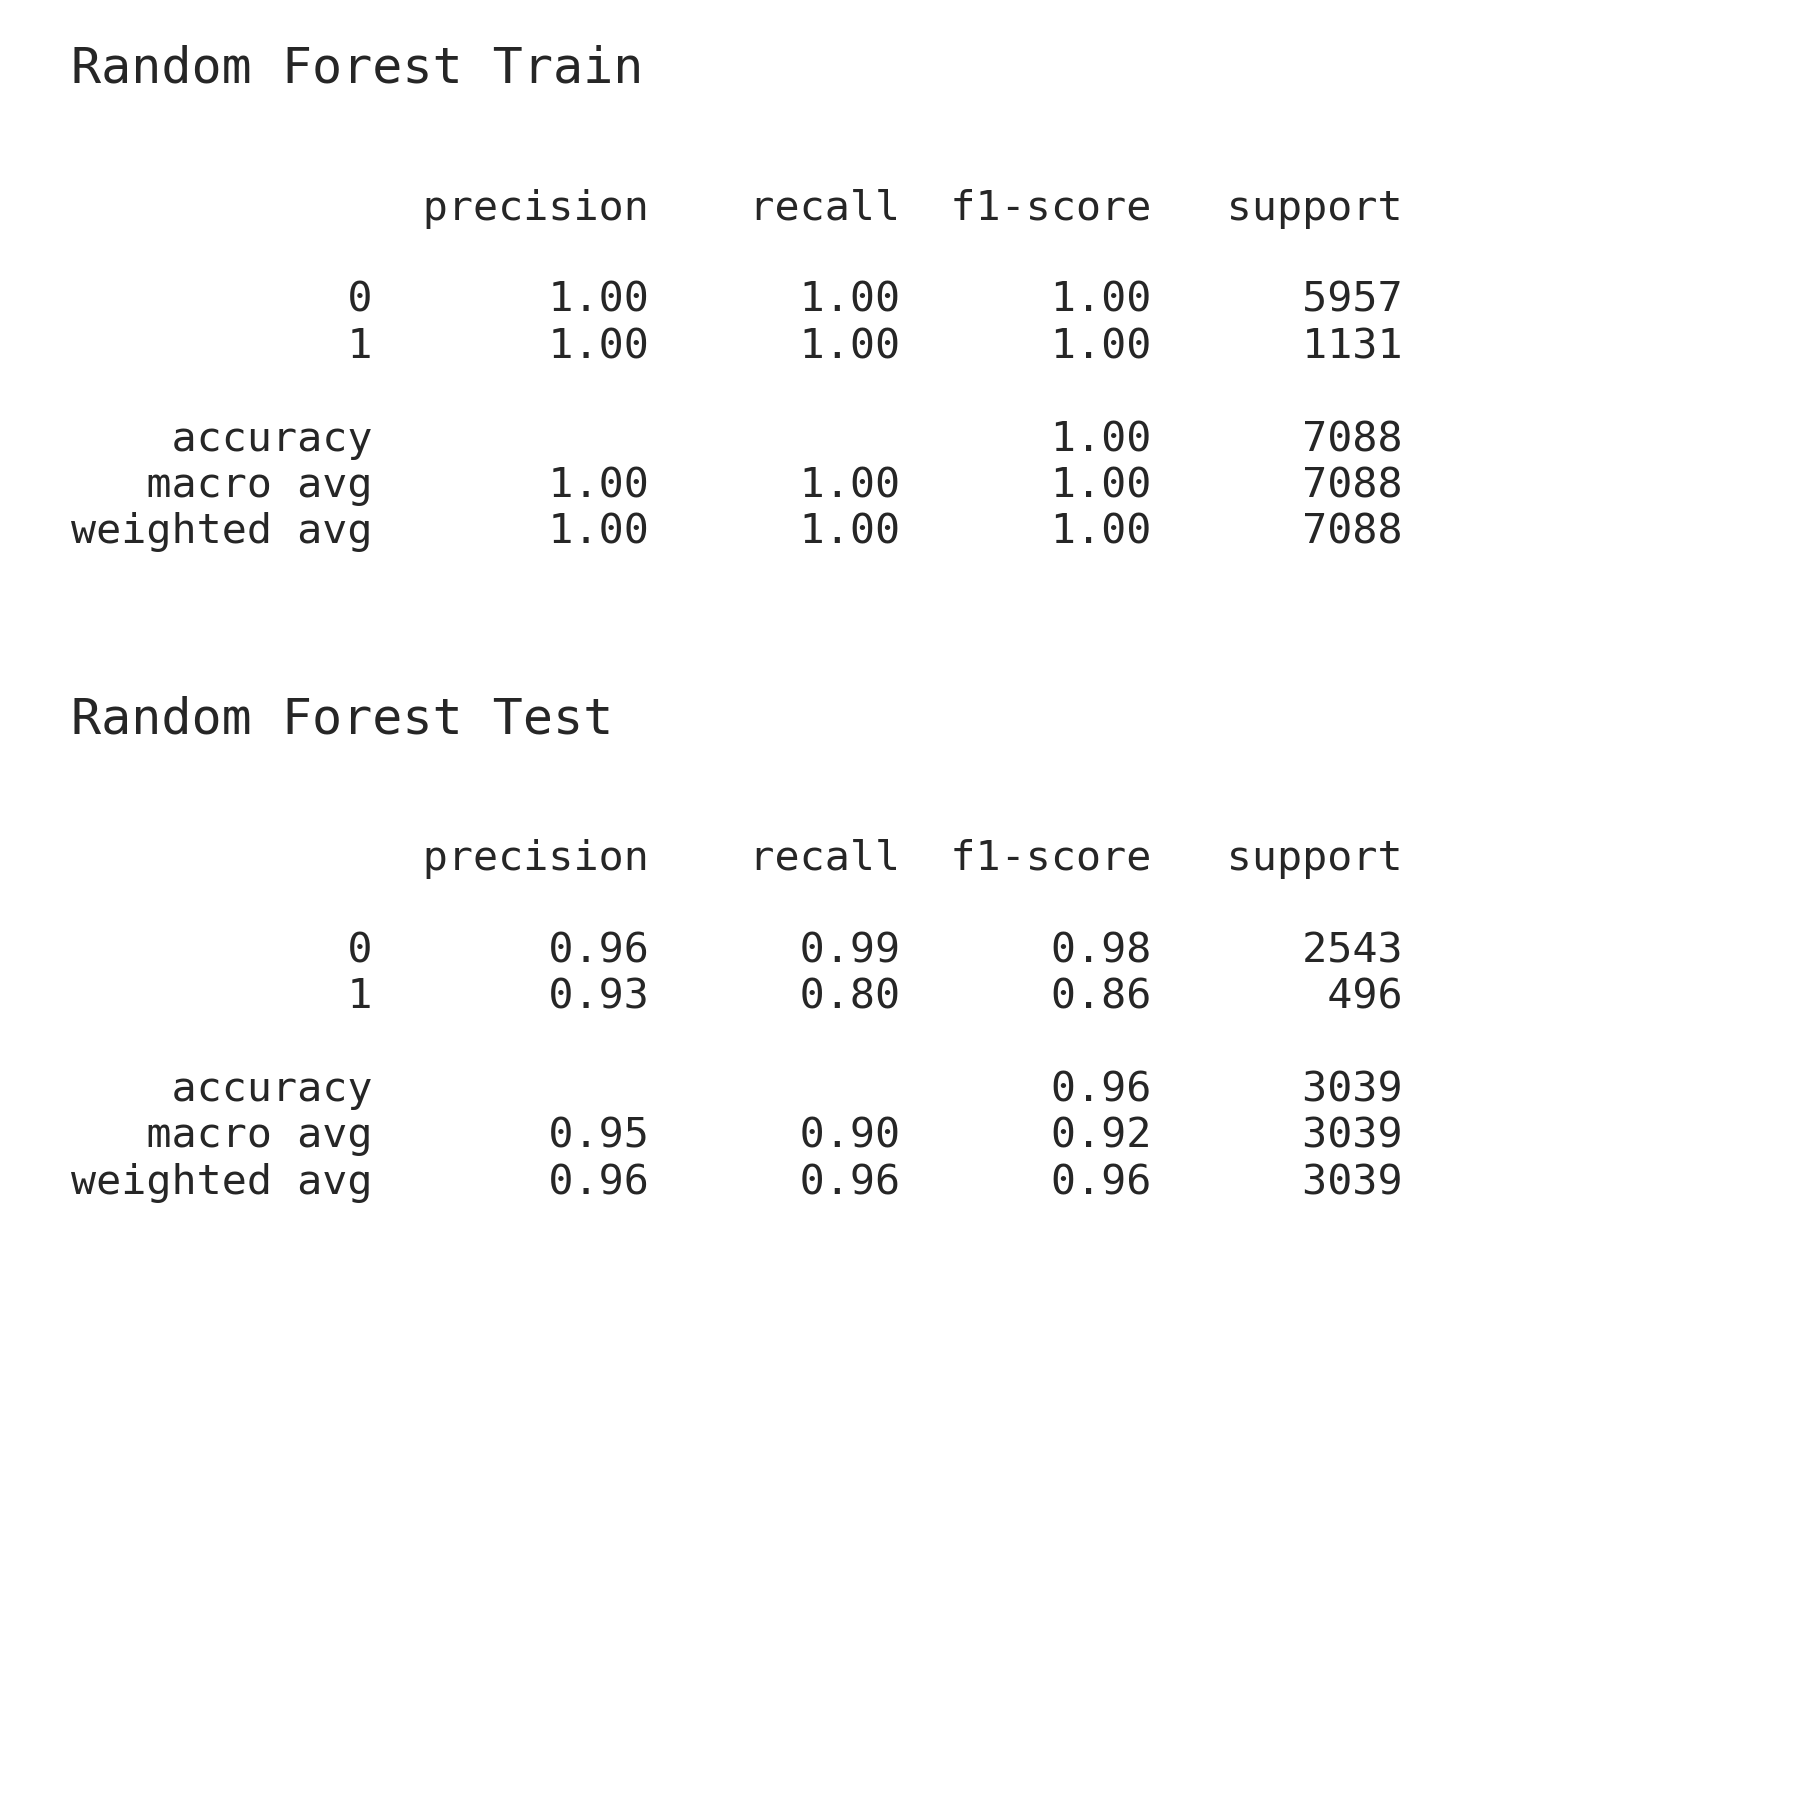 Random Forest Train
precision recall f1-score support
0 1.00 1.00 1.00 5957
1 1.00 1.00 1.00 1131
accuracy 1.00 7088
macro avg 1.00 1.00 1.00 7088
weighted avg 1.00 1.00 1.00 7088
Random Forest Test
precision recall f1-score support
0 0.96 0.99 0.98 2543
1 0.93 0.80 0.86 496
accuracy 0.96 3039
macro avg 0.95 0.90 0.92 3039
weighted avg 0.96 0.96 0.96 3039